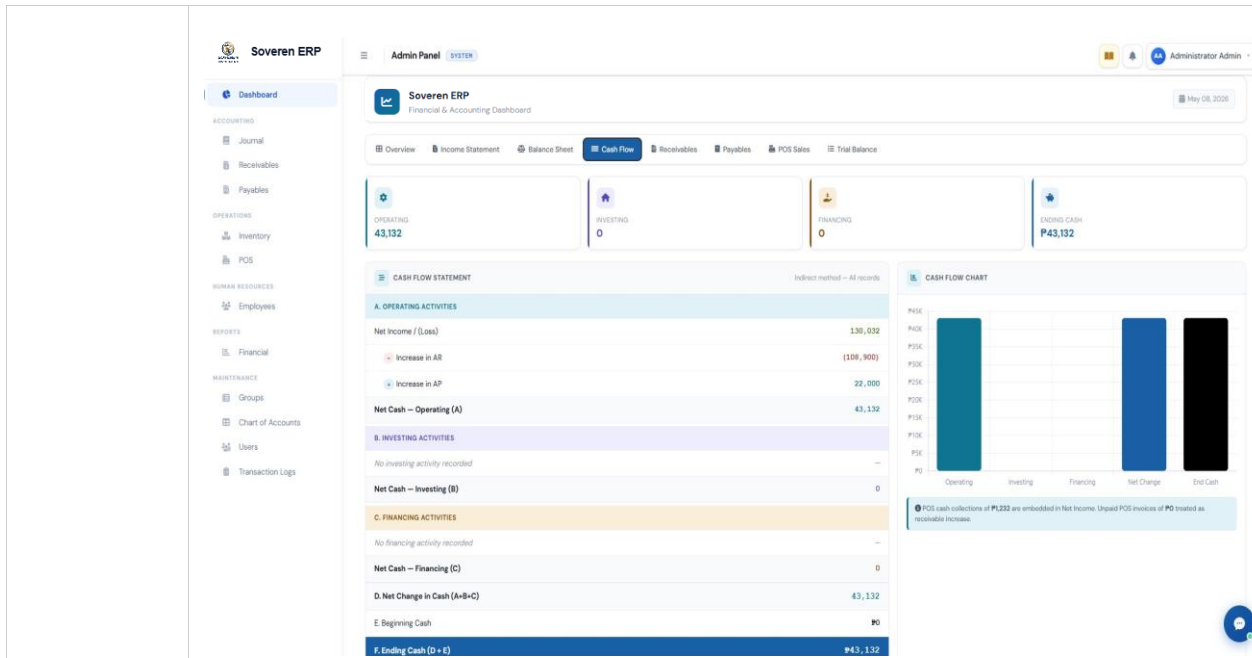 Soveren ERP
Admin Panel SYSTEM
AA Administrator Admin
Dashboard
ACCOUNTING
Journal
Receivables
Payables
OPERATIONS
Inventory
POS
HUMAN RESOURCES
Employees
REPORTS
Financial
MAINTENANCE
Groups
Chart of Accounts
Users
Transaction Logs
Soveren ERP
Financial & Accounting Dashboard
May 08, 2026
Overview Income Statement Balance Sheet Cash Flow Receivables Payables POS Sales Trial Balance
OPERATING
43,132
INVESTING
0
FINANCING
0
ENDING CASH
₱43,132
CASH FLOW STATEMENT Indirect method — All records
A. OPERATING ACTIVITIES
Net Income / (Loss) 130,032
Increase in AR (108,900)
Increase in AP 22,000
Net Cash — Operating (A) 43,132
B. INVESTING ACTIVITIES
No investing activity recorded —
Net Cash — Investing (B) 0
C. FINANCING ACTIVITIES
No financing activity recorded —
Net Cash — Financing (C) 0
D. Net Change in Cash (A+B+C) 43,132
E. Beginning Cash ₱0
F. Ending Cash (D + E) ₱43,132
CASH FLOW CHART
₱45K
₱40K
₱35K
₱30K
₱25K
₱20K
₱15K
₱10K
₱5K
₱0
Operating Investing Financing Net Change End Cash
POS cash collections of ₱1,232 are embedded in Net Income. Unpaid POS invoices of ₱0 treated as
receivable increase.